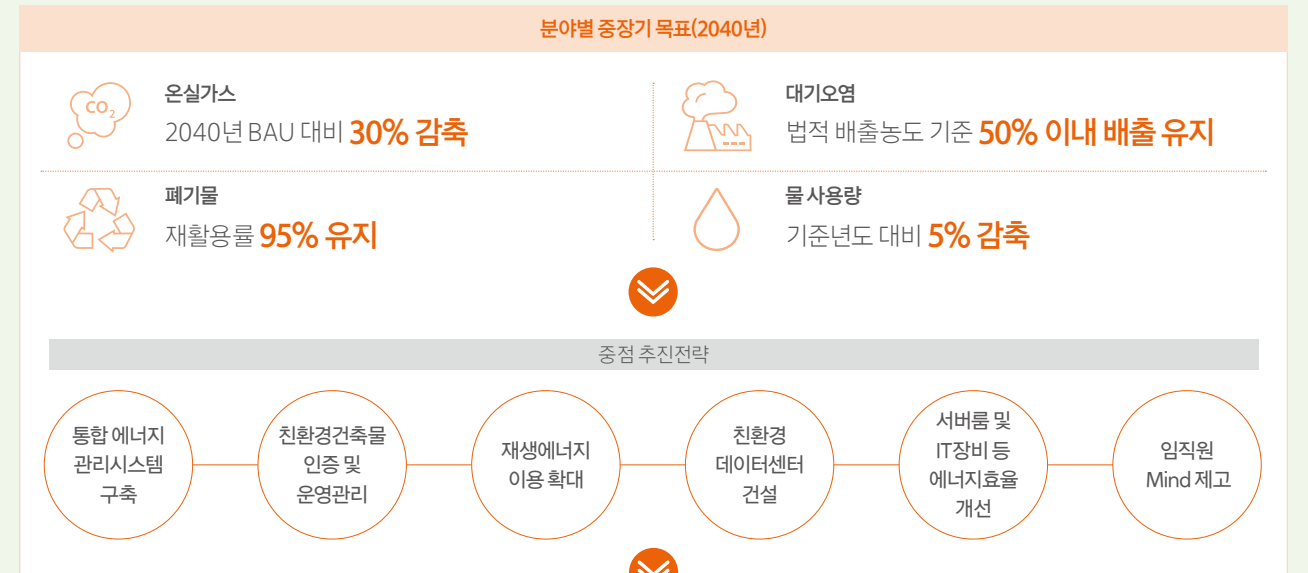 분야별 중장기 목표(2040년)
CO₂
온실가스
2040년 BAU 대비 30% 감축
대기오염
법적 배출농도 기준 50% 이내 배출 유지
폐기물
재활용률 95% 유지
물 사용량
기준년도 대비 5% 감축
중점 추진전략
통합 에너지
관리시스템
구축
친환경건축물
인증 및
운영관리
재생에너지
이용 확대
친환경
데이터센터
건설
서버룸 및
IT장비 등
에너지효율
개선
임직원
Mind 제고